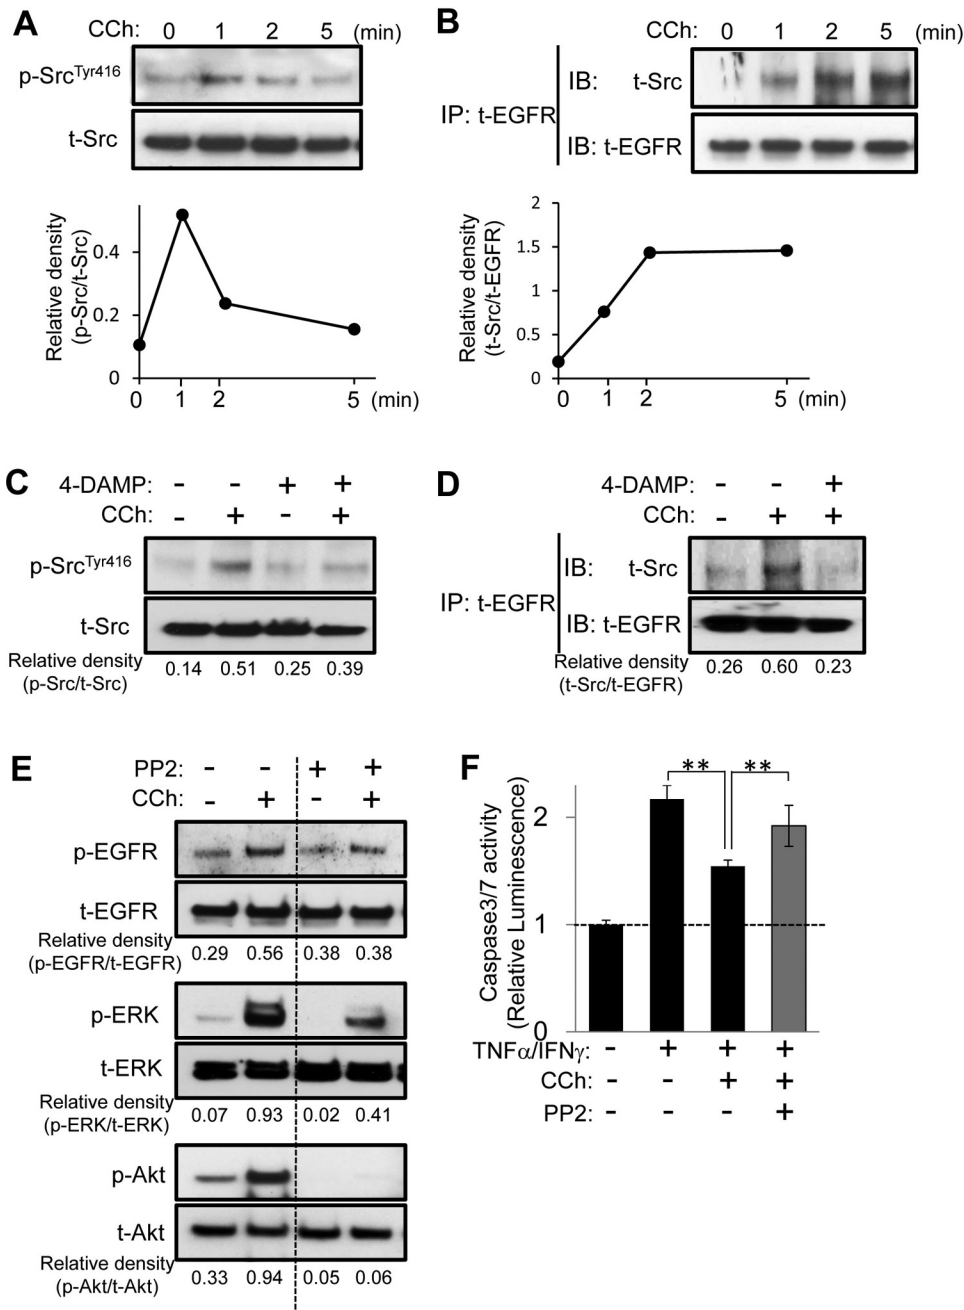 A
CCh: 0 1 2 5 (min)
p-SrcTyr416
t-Src
Relative density
(p-Src/t-Src)
0.4
0.2
0
0 1 2 5 (min)
B
CCh: 0 1 2 5 (min)
IP: t-EGFR
IB: t-Src
IB: t-EGFR
Relative density
(t-Src/t-EGFR)
2
1.5
1
0.5
0
0 1 2 5 (min)
C
4-DAMP: - - + +
CCh: - + - +
p-SrcTyr416
t-Src
Relative density
(p-Src/t-Src)
0.14 0.51 0.25 0.39
D
4-DAMP: - - +
CCh: - + +
IP: t-EGFR
IB: t-Src
IB: t-EGFR
Relative density
(t-Src/t-EGFR)
0.26 0.60 0.23
E
PP2: - - + +
CCh: - + - +
p-EGFR
t-EGFR
Relative density
(p-EGFR/t-EGFR)
0.29 0.56 0.38 0.38
p-ERK
t-ERK
Relative density
(p-ERK/t-ERK)
0.07 0.93 0.02 0.41
p-Akt
t-Akt
Relative density
(p-Akt/t-Akt)
0.33 0.94 0.05 0.06
F
** **
Caspase3/7 activity
(Relative Luminescence)
2
1
0
TNFα/IFNγ: - + + +
CCh: - - + +
PP2: - - - +